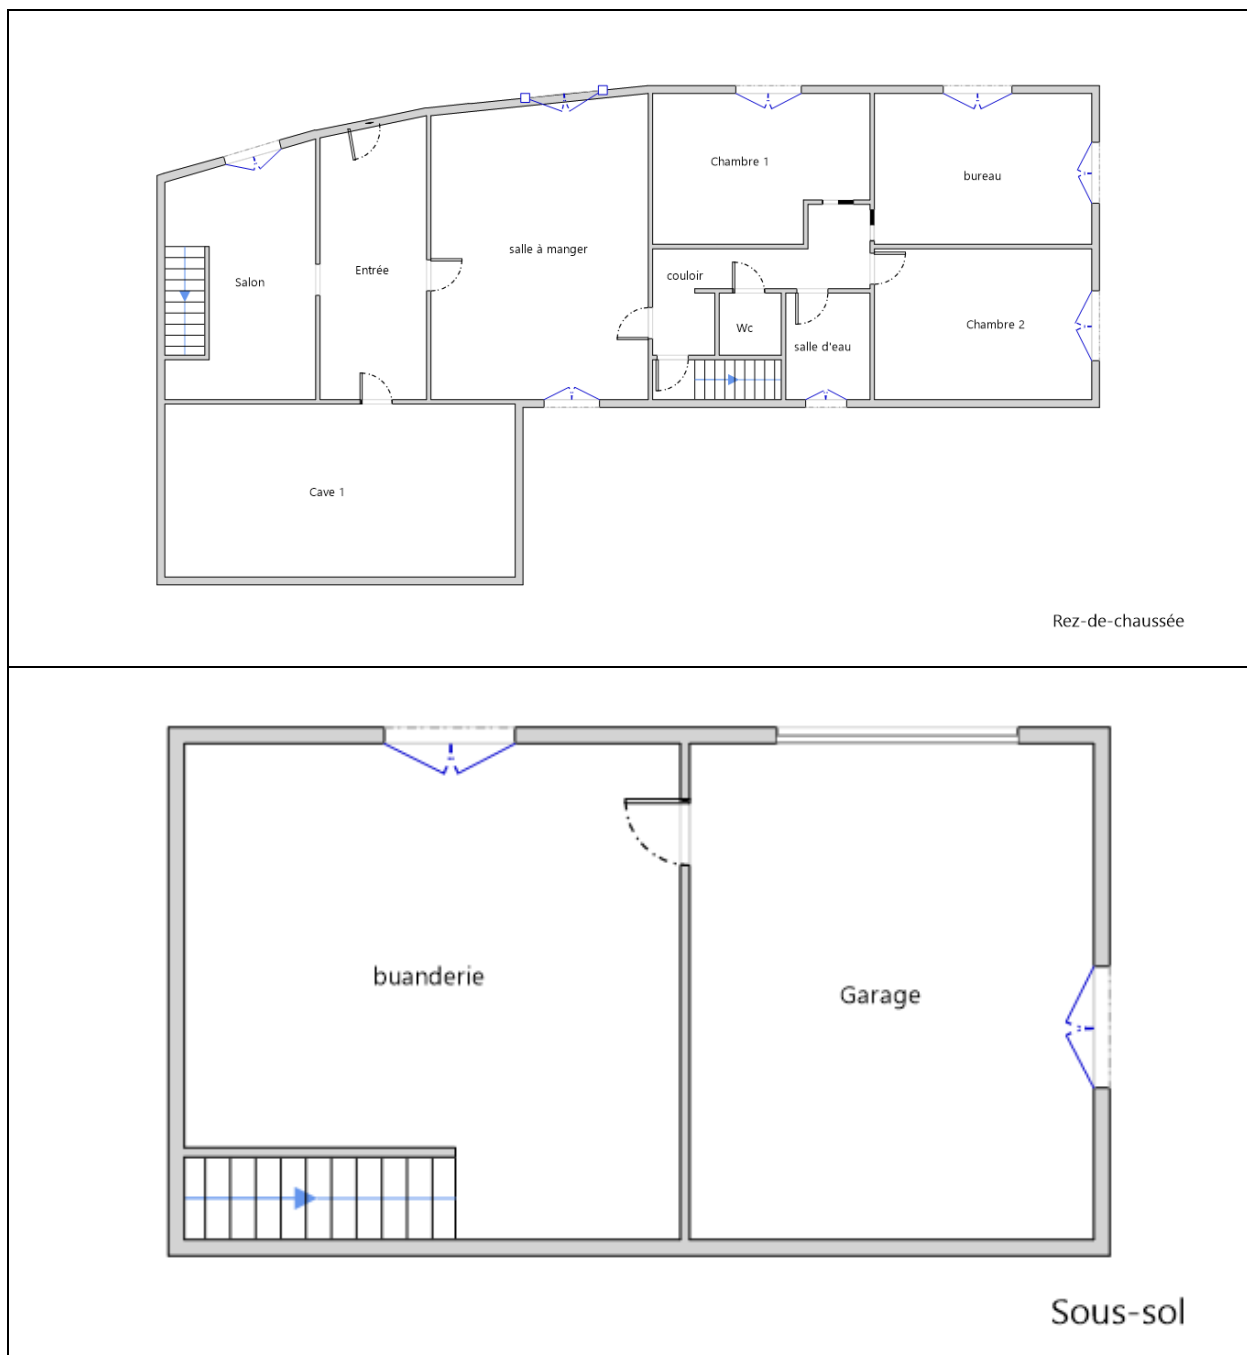 Chambre 1
bureau
salle à manger
Entrée
couloir
Salon
Chambre 2
Wc
salle d'eau
Cave 1
Rez-de-chaussée
buanderie
Garage
Sous-sol